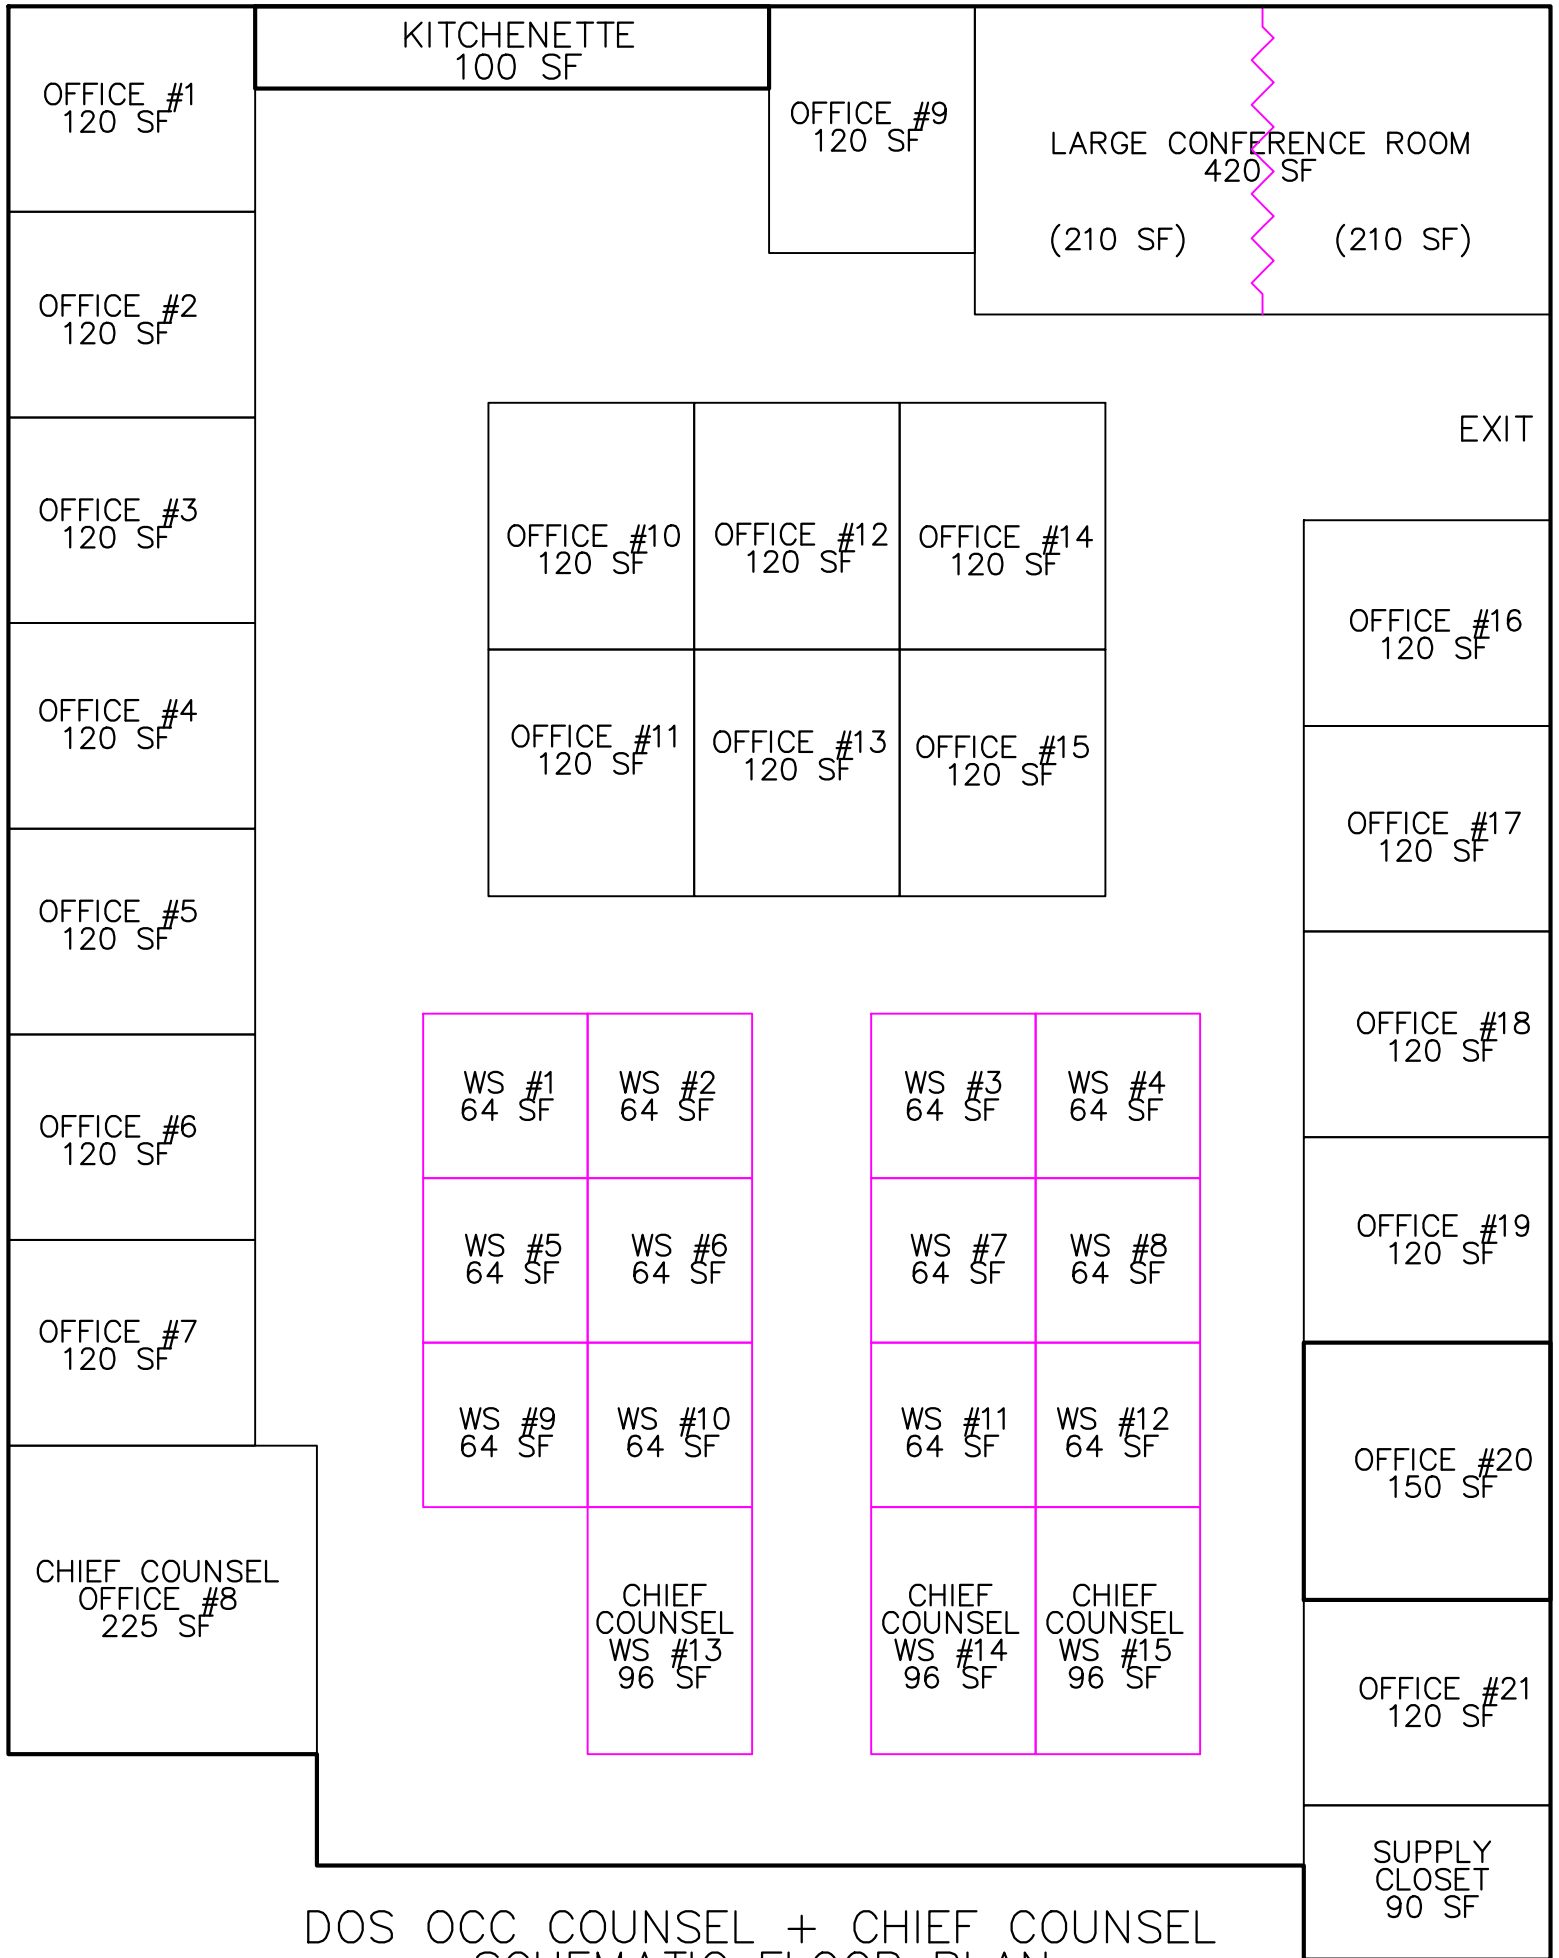 KITCHENETTE
100 SF
OFFICE #1
120 SF
OFFICE #9
120 SF
LARGE CONFERENCE ROOM
420 SF
(210 SF)
(210 SF)
OFFICE #2
120 SF
EXIT
OFFICE #3
120 SF
OFFICE #10
120 SF
OFFICE #12
120 SF
OFFICE #14
120 SF
OFFICE #16
120 SF
OFFICE #4
120 SF
OFFICE #11
120 SF
OFFICE #13
120 SF
OFFICE #15
120 SF
OFFICE #17
120 SF
OFFICE #5
120 SF
OFFICE #18
120 SF
WS #1
64 SF
WS #2
64 SF
WS #3
64 SF
WS #4
64 SF
OFFICE #6
120 SF
OFFICE #19
120 SF
WS #5
64 SF
WS #6
64 SF
WS #7
64 SF
WS #8
64 SF
OFFICE #7
120 SF
WS #9
64 SF
WS #10
64 SF
WS #11
64 SF
WS #12
64 SF
OFFICE #20
150 SF
CHIEF COUNSEL
OFFICE #8
225 SF
CHIEF
COUNSEL
WS #13
96 SF
CHIEF
COUNSEL
WS #14
96 SF
CHIEF
COUNSEL
WS #15
96 SF
OFFICE #21
120 SF
SUPPLY
CLOSET
90 SF
DOS OCC COUNSEL + CHIEF COUNSEL
SCHEMATIC FLOOR PLAN